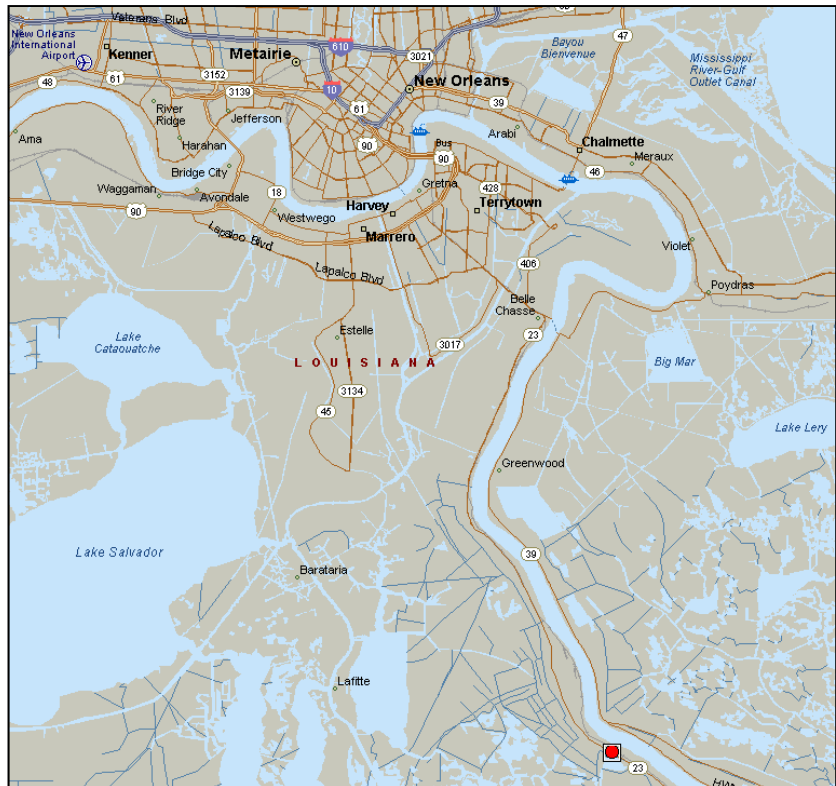 Veterans Blvd
New Orleans
International
Airport
Kenner
Metairie
610
3021
47
Bayou
Bienvenue
Mississippi
River-Gulf
Outlet Canal
48
61
3152
3139
10
New Orleans
39
River
Ridge
Jefferson
61
Arabi
Ama
Harahan
90
Bus
90
Chalmette
Bridge City
46
Meraux
Waggaman
Avondale
18
Gretna
428
90
Westwego
Harvey
Terrytown
Lapalco Blvd
Marrero
Violet
Lapalco Blvd
406
Poydras
Belle
Chasse
Lake
Cataouatche
Estelle
3017
23
LOUISIANA
Big Mar
3134
45
Lake Lery
Greenwood
Lake Salvador
39
Barataria
Lafitte
23
HWY